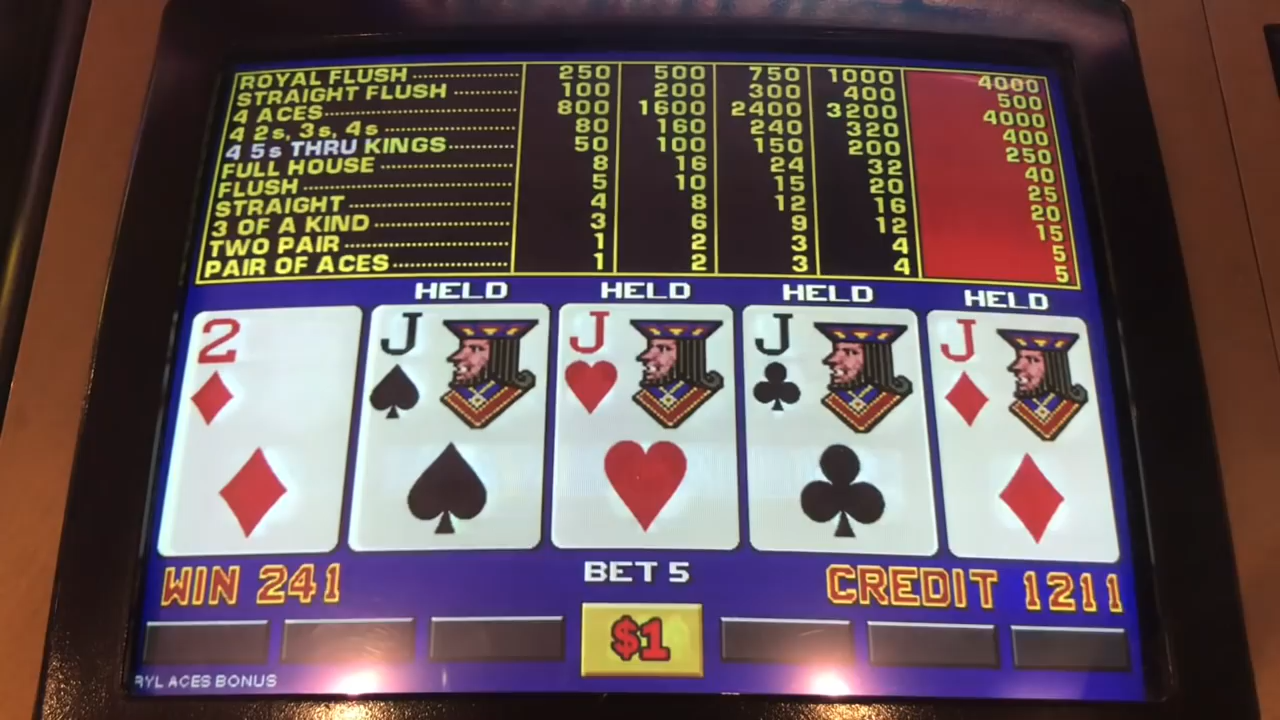 ROYAL FLUSH 250 500 750 1000 4000
STRAIGHT FLUSH 100 200 300 400 500
4 ACES 800 1600 2400 3200 4000
4 2s, 3s, 4s 80 160 240 320 400
4 5s THRU KINGS 50 100 150 200 250
FULL HOUSE 8 16 24 32 40
FLUSH 5 10 15 20 25
STRAIGHT 4 8 12 16 20
3 OF A KIND 3 6 9 12 15
TWO PAIR 1 2 3 4 5
PAIR OF ACES 1 2 3 4 5
HELD HELD HELD HELD
2 J J J J
WIN 241 BET 5 CREDIT 1211
$1
RYL ACES BONUS